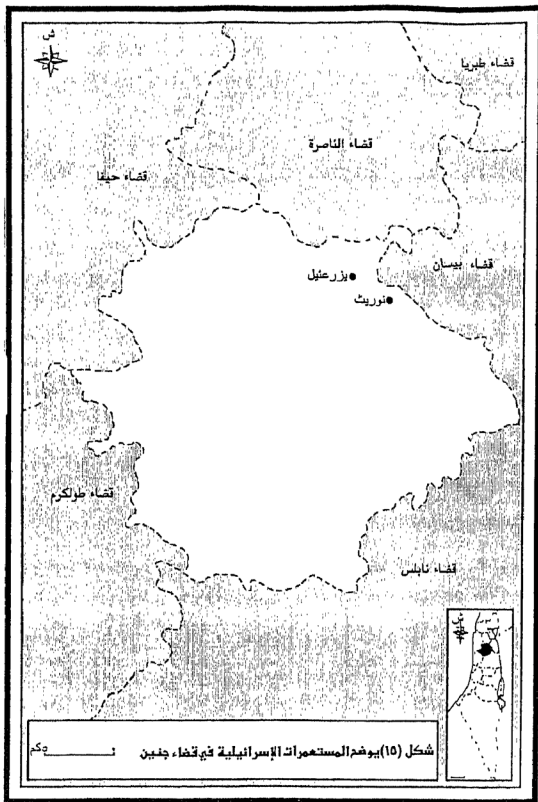 ش
قضاء طبريا
قضاء الناصرة
قضاء حيفا
قضاء بيسان
يزرعئيل
نوريت
قضاء طولكرم
قضاء نابلس
شكل (١٥) يوضح المستعمرات الإسرائيلية في قضاء جنين
كم